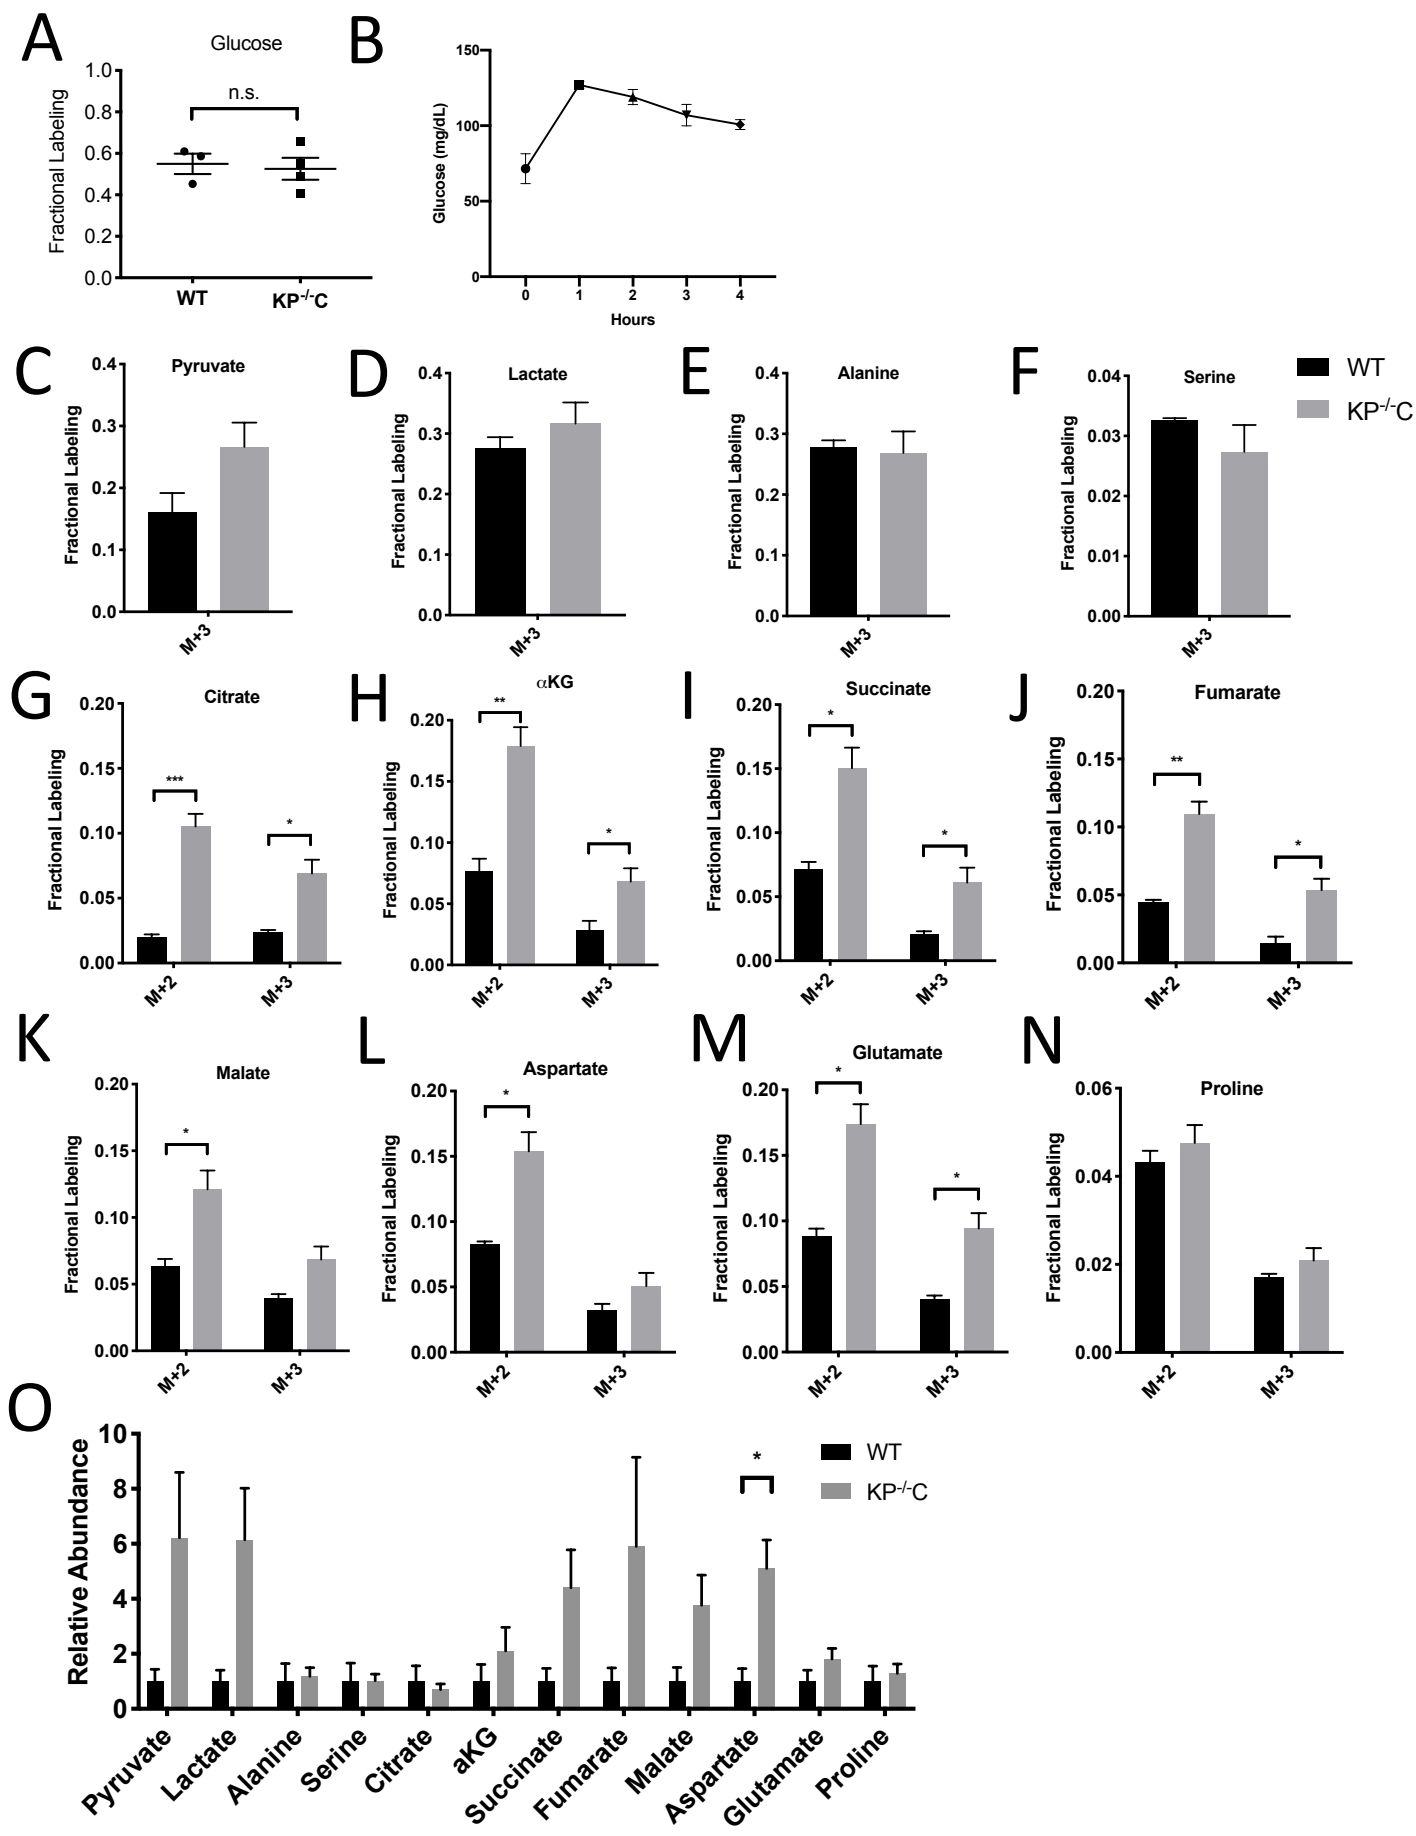 A
Glucose
Fractional Labeling
1.0
0.8
0.6
0.4
0.2
0.0
n.s.
WT
KP-/-C
B
Glucose (mg/dL)
150
100
50
0
0 1 2 3 4
Hours
C
Pyruvate
Fractional Labeling
0.4
0.3
0.2
0.1
0.0
M+3
D
Lactate
Fractional Labeling
0.4
0.3
0.2
0.1
0.0
M+3
E
Alanine
Fractional Labeling
0.4
0.3
0.2
0.1
0.0
M+3
F
Serine
Fractional Labeling
0.04
0.03
0.02
0.01
0.00
M+3
WT
KP-/-C
G
Citrate
Fractional Labeling
0.20
0.15
0.10
0.05
0.00
***
*
M+2
M+3
H
αKG
Fractional Labeling
0.20
0.15
0.10
0.05
0.00
**
*
M+2
M+3
I
Succinate
Fractional Labeling
0.20
0.15
0.10
0.05
0.00
*
*
M+2
M+3
J
Fumarate
Fractional Labeling
0.20
0.15
0.10
0.05
0.00
**
*
M+2
M+3
K
Malate
Fractional Labeling
0.20
0.15
0.10
0.05
0.00
*
M+2
M+3
L
Aspartate
Fractional Labeling
0.20
0.15
0.10
0.05
0.00
*
M+2
M+3
M
Glutamate
Fractional Labeling
0.20
0.15
0.10
0.05
0.00
*
*
M+2
M+3
N
Proline
Fractional Labeling
0.06
0.04
0.02
0.00
M+2
M+3
O
Relative Abundance
10
8
6
4
2
0
*
WT
KP-/-C
Pyruvate
Lactate
Alanine
Serine
Citrate
aKG
Succinate
Fumarate
Malate
Aspartate
Glutamate
Proline